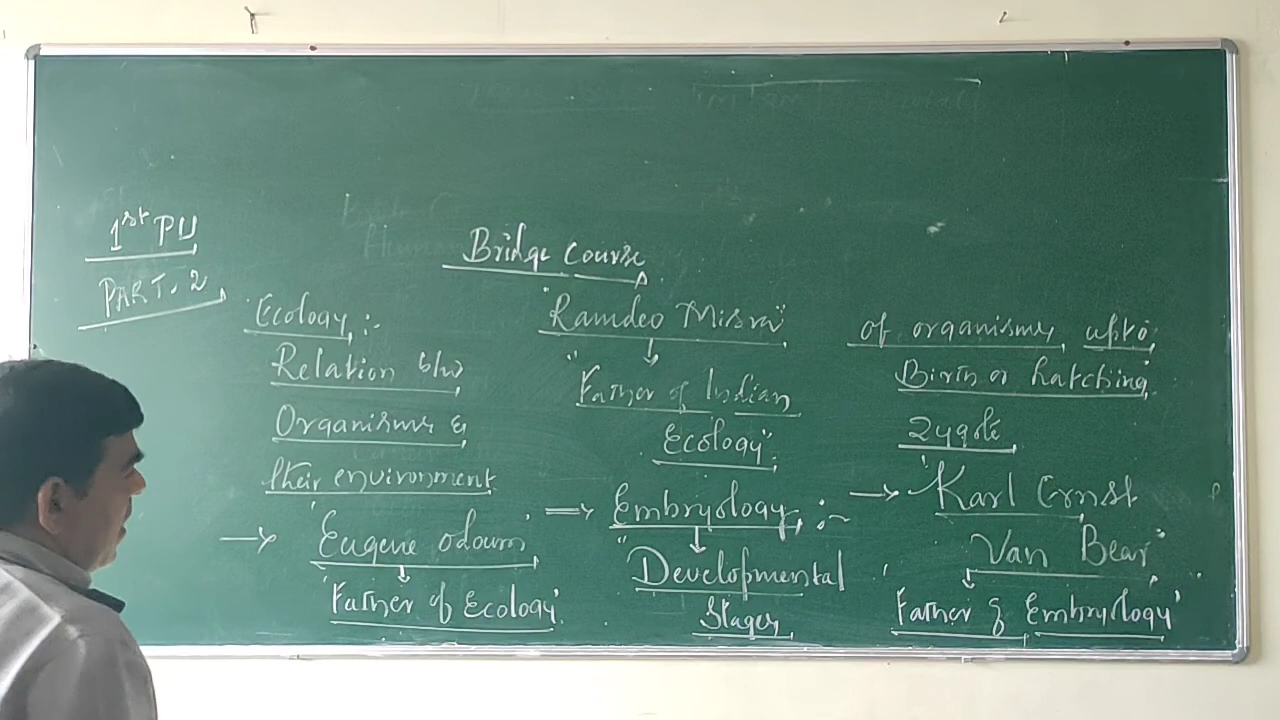 1st PU
PART. 2
Bridge Course
Ecology :-
Relation b/w
Organisms &
their environment
→ "Eugene Odum"
↓
"Father of Ecology"
"Ramdeo Misra"
↓
"Father of Indian
Ecology"
⇒ Embryology :-
↓
"Developmental
Stages
of organisms upto
Birth or hatching
Zygote
→ "Karl Ernst
Van Bear"
↓
"Father of Embryology"